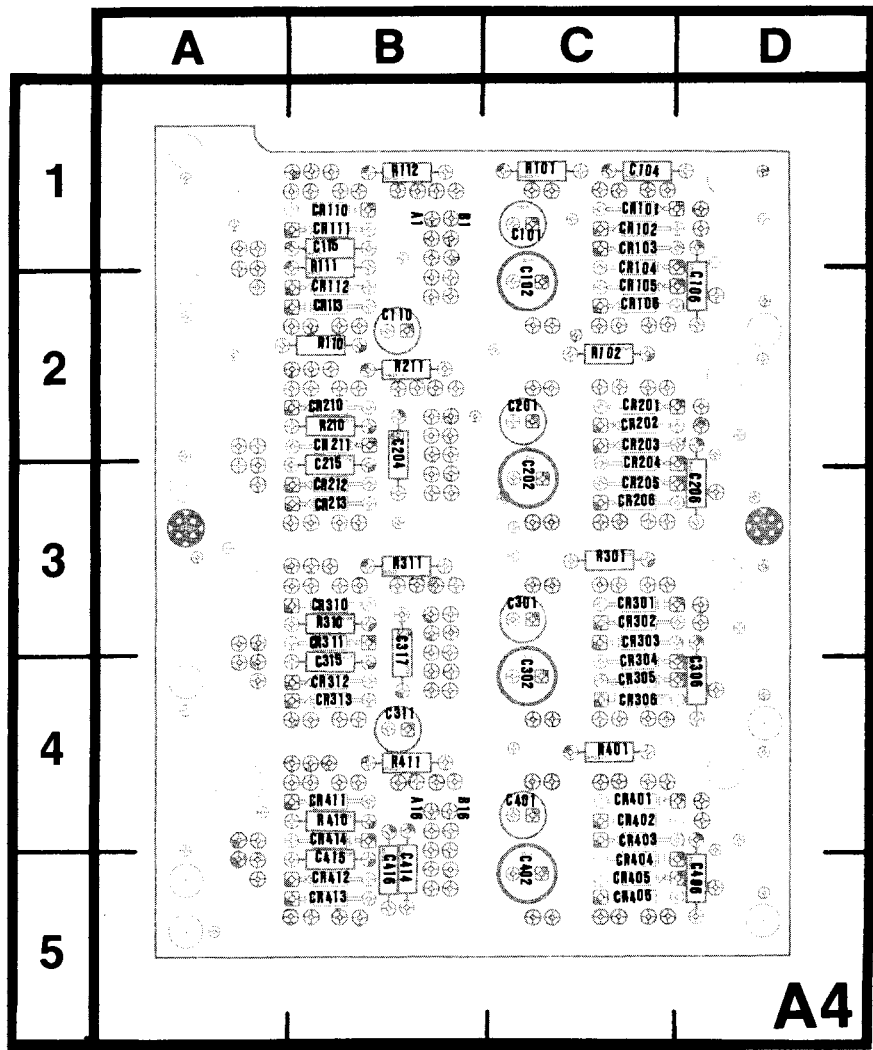 A B C D
1
R112 R101 C104
CR110 CR101
A1 B1
CR111 C101 CR102
C115 CR103
R111 CR104
CR112 C102 CR105 C106
CR113 CR106
C110
2
R110 R102
R211
CR210 C201 CR201
R210 CR202
CR211 C204 CR203
C215 CR204
CR212 C202 CR205 C206
CR213 CR206
3
R311 R301
CR310 C301 CR301
R310 CR302
CR311 C317 CR303
C315 CR304
CR312 C302 CR305 C306
CR313 CR306
4
C311
R411 R401
CR411 A16 B16 C401 CR401
R410 CR402
CR414 CR403
C415 CR404
CR412 C416 C414 C402 CR405 C406
CR413 CR406
5
A4